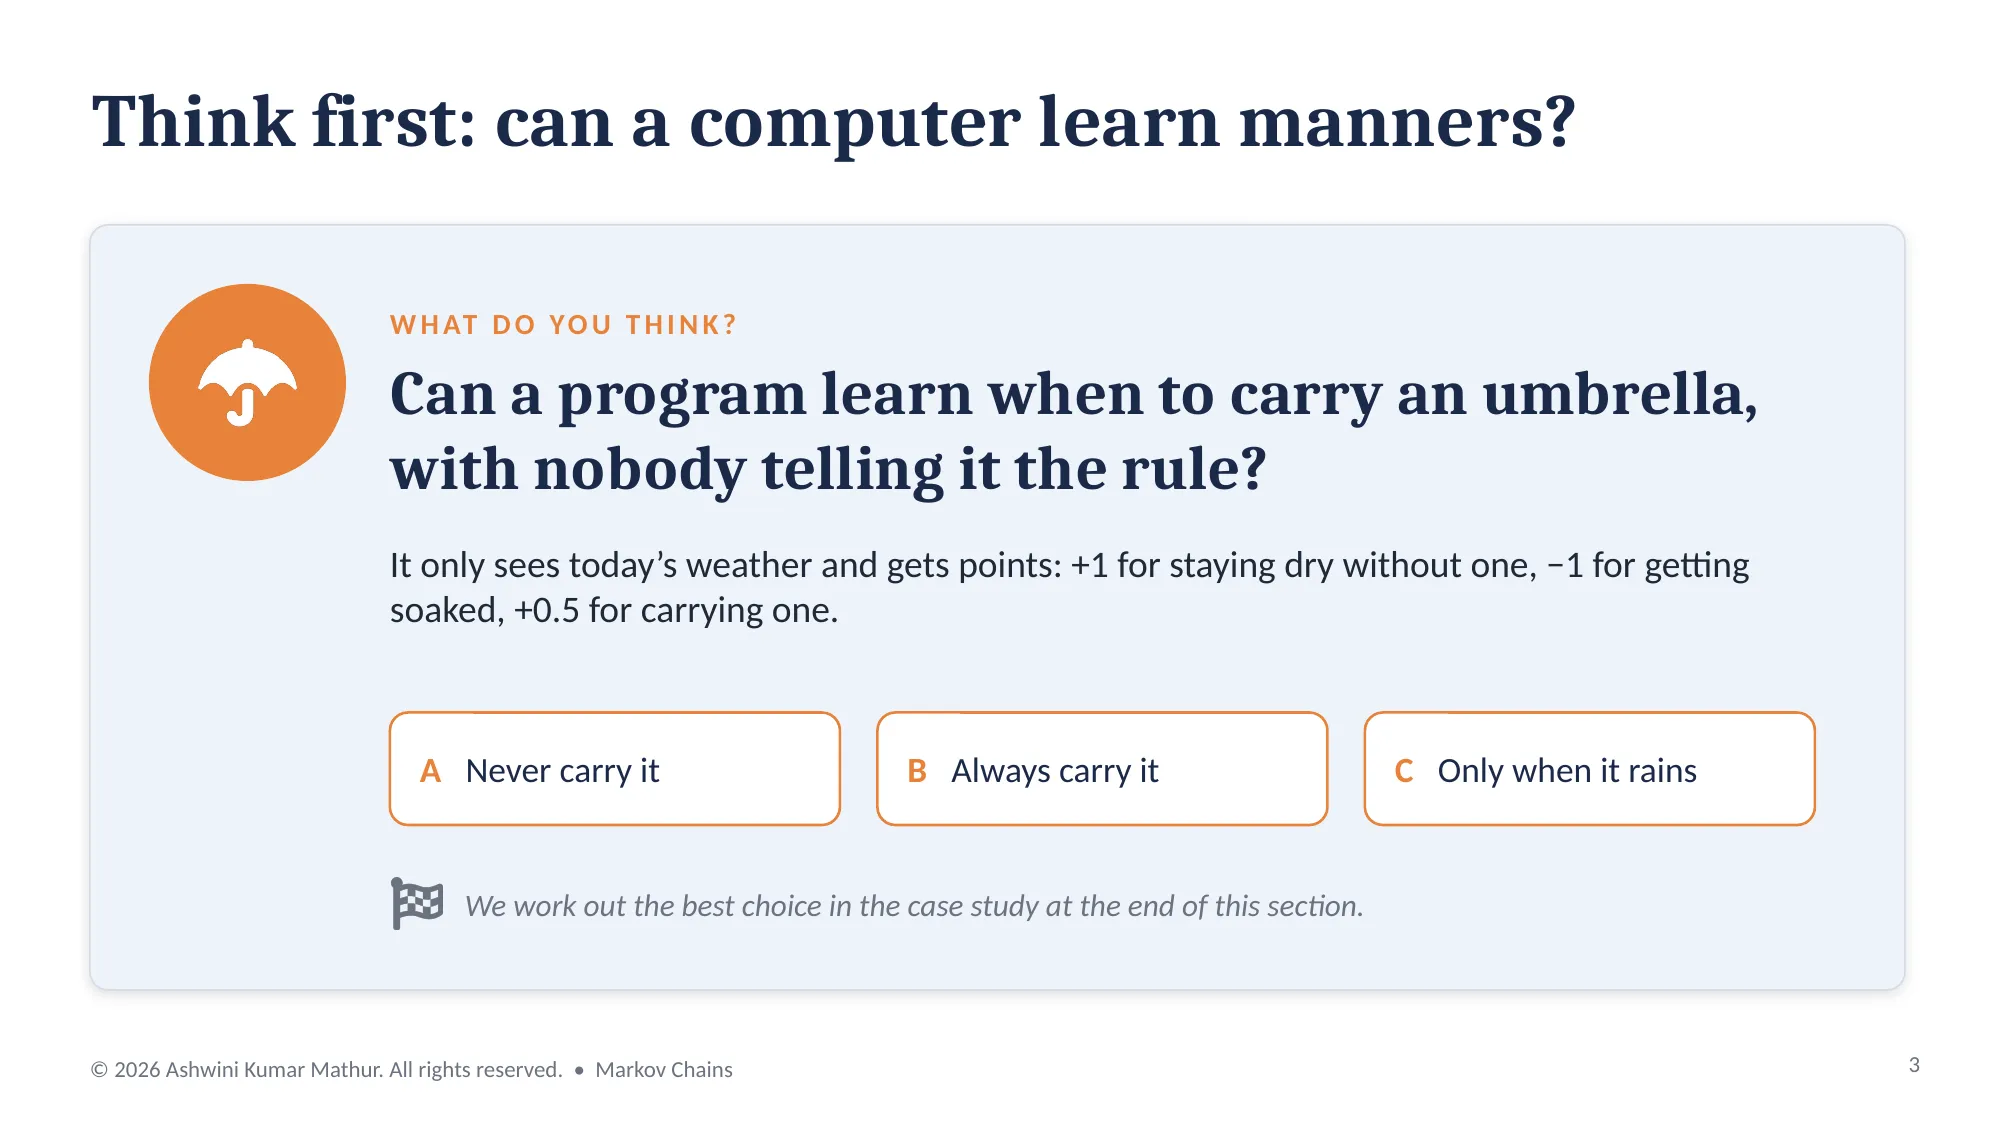 Think first: can a computer learn manners?
WHAT DO YOU THINK?
Can a program learn when to carry an umbrella,
with nobody telling it the rule?
It only sees today’s weather and gets points: +1 for staying dry without one, −1 for getting
soaked, +0.5 for carrying one.
A Never carry it
B Always carry it
C Only when it rains
We work out the best choice in the case study at the end of this section.
© 2026 Ashwini Kumar Mathur. All rights reserved. • Markov Chains
3